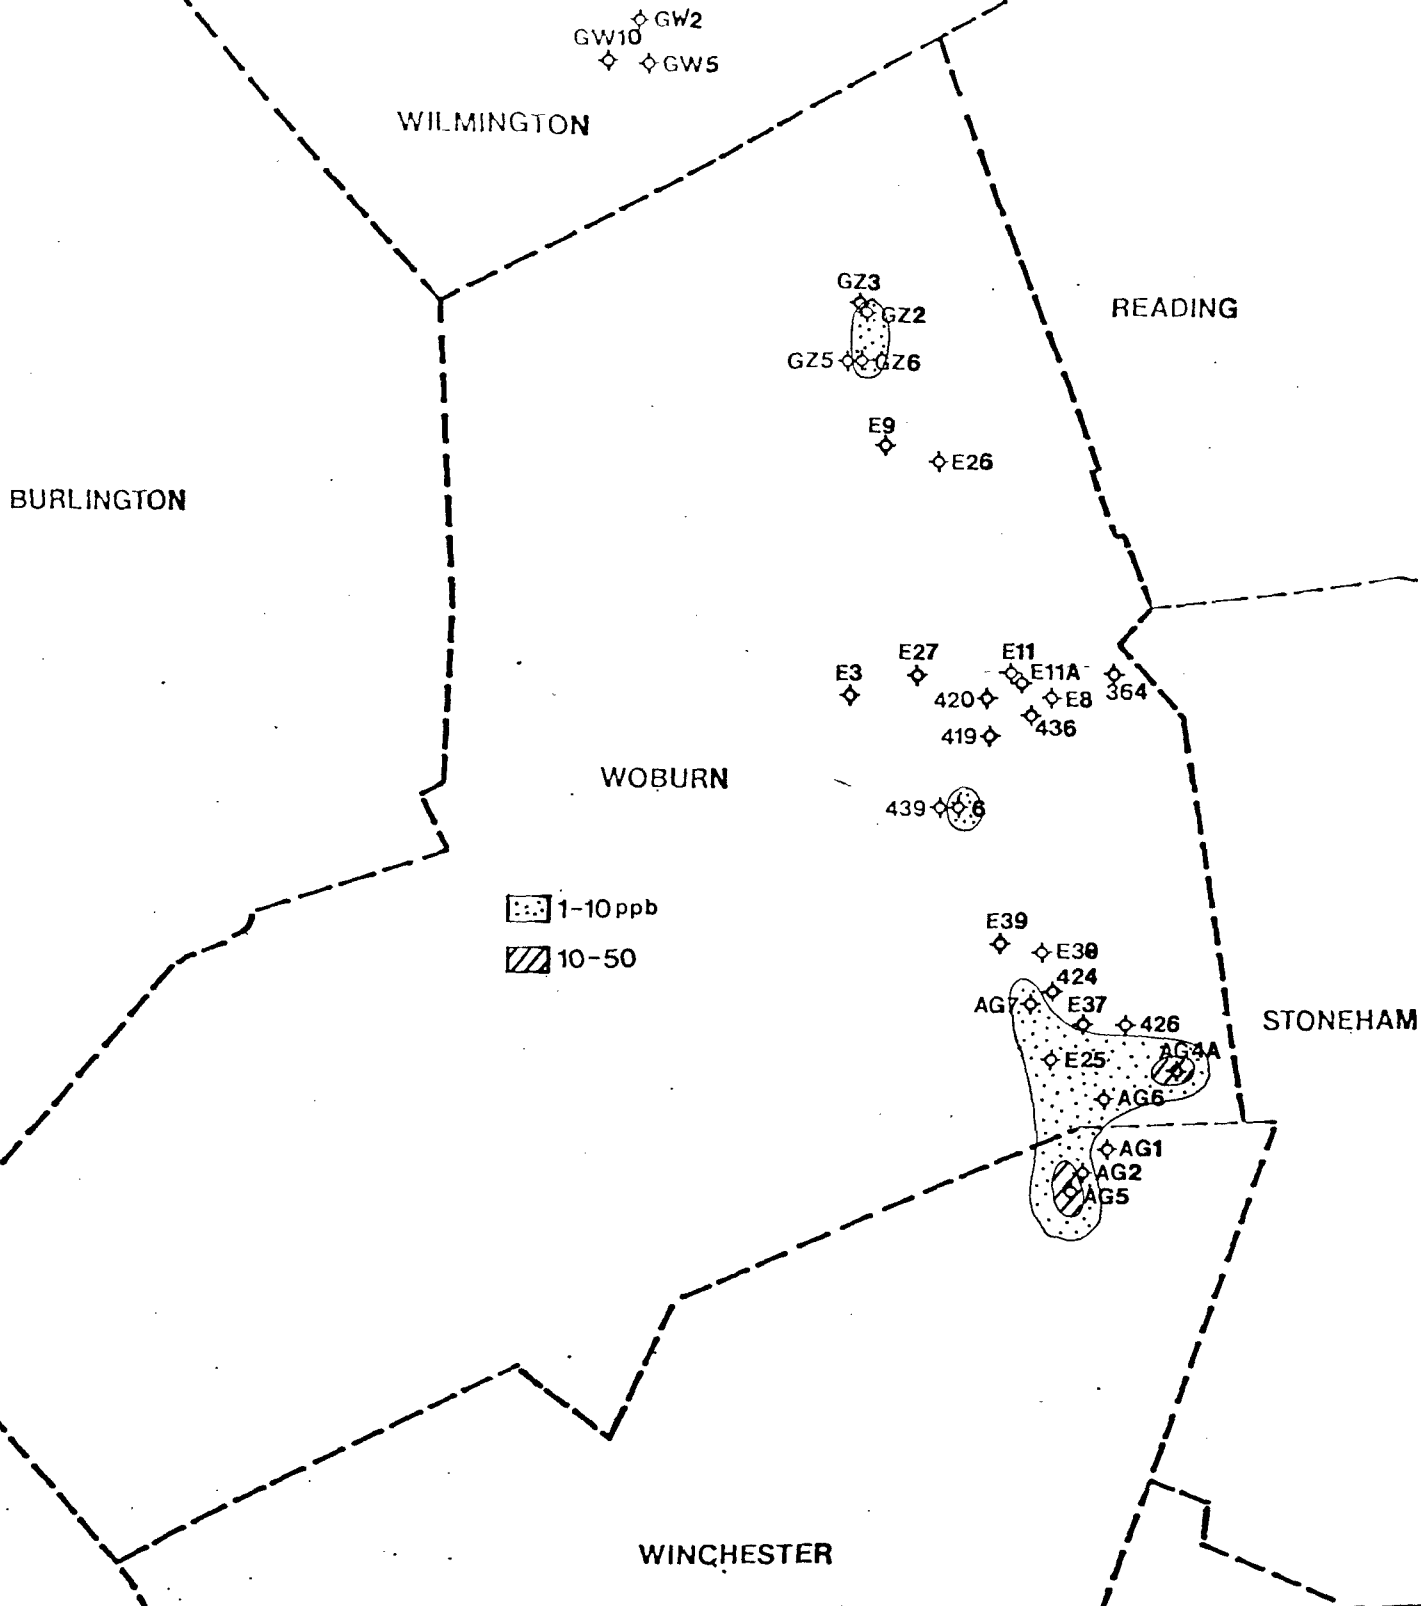 GW2
GW10
GW5
WILMINGTON
GZ3
GZ2
READING
GZ5
GZ6
E9
E26
BURLINGTON
E27
E11
E3
E11A
364
420
E8
436
419
WOBURN
439
6
1-10 ppb
10-50
E39
E38
424
AG7
E37
426
STONEHAM
AG4A
E25
AG6
AG1
AG2
AG5
WINCHESTER